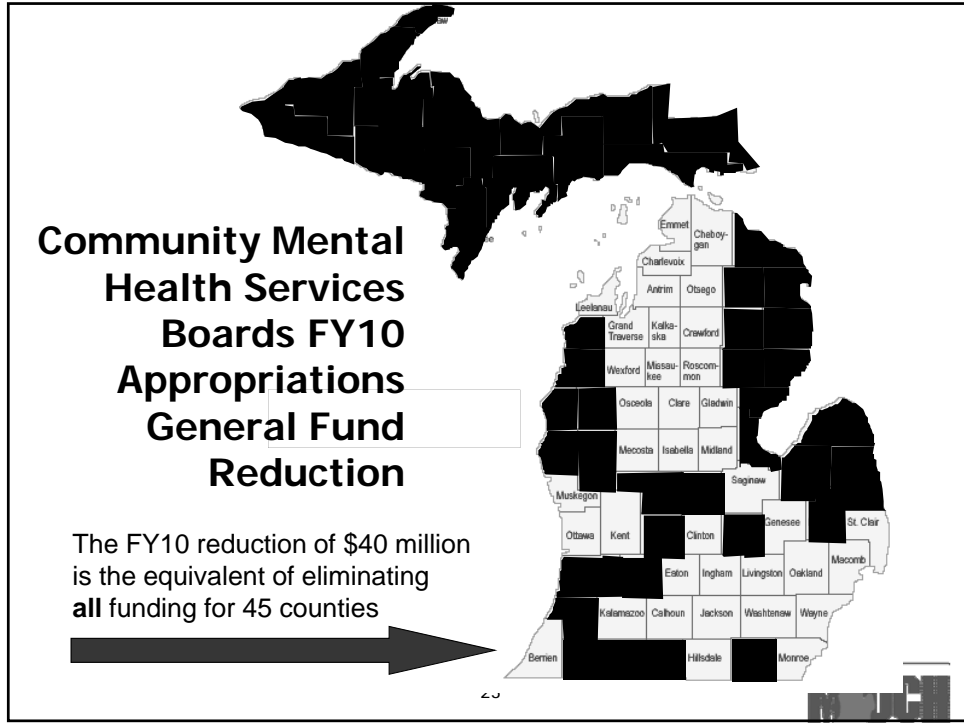 Community Mental
Health Services
Boards FY10
Appropriations
General Fund
Reduction
The FY10 reduction of $40 million
is the equivalent of eliminating
all funding for 45 counties
Emmet
Cheboy-
gan
Charlevoix
Antrim
Otsego
Leelanau
Grand
Traverse
Kalka-
ska
Crawford
Wexford
Missau-
kee
Roscom-
mon
Osceola
Clare
Gladwin
Mecosta
Isabella
Midland
Saginaw
Muskegon
Ottawa
Kent
Clinton
Genesee
St. Clair
Eaton
Ingham
Livingston
Oakland
Macomb
Kalamazoo
Calhoun
Jackson
Washtenaw
Wayne
Berrien
Hillsdale
Monroe